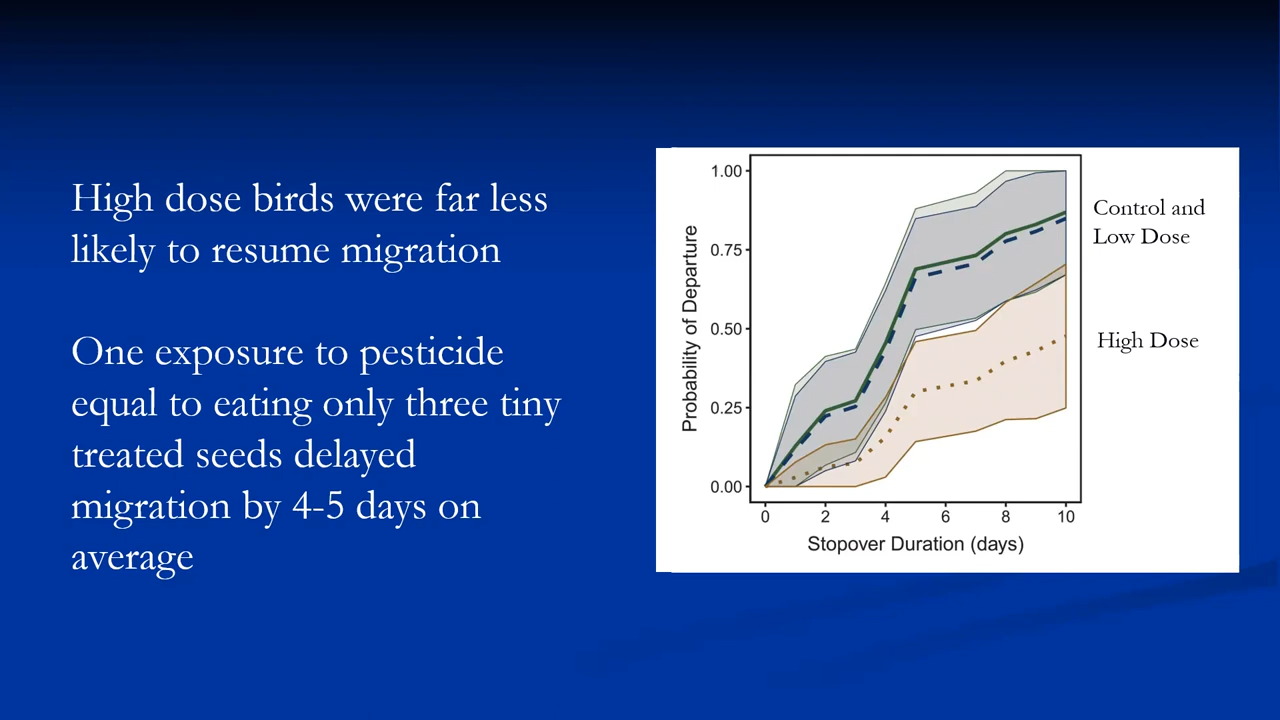 High dose birds were far less
likely to resume migration
One exposure to pesticide
equal to eating only three tiny
treated seeds delayed
migration by 4-5 days on
average
1.00
0.75
0.50
0.25
0.00
Probability of Departure
0 2 4 6 8 10
Stopover Duration (days)
Control and
Low Dose
High Dose